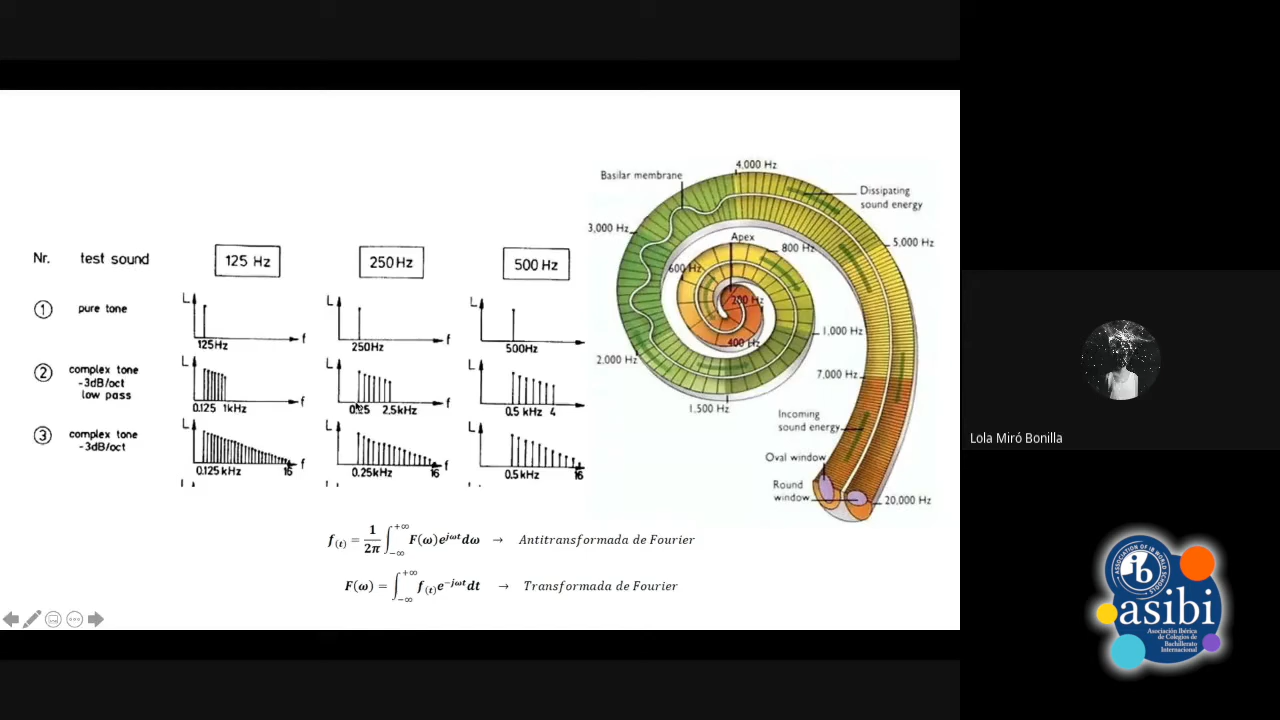 Nr. test sound 125 Hz 250 Hz 500 Hz
① pure tone
L f 125Hz
L f 250Hz
L 500Hz
② complex tone
-3dB/oct
low pass
L f 0.125 1kHz
L f 0.25 2.5kHz
L 0.5 kHz 4
③ complex tone
-3dB/oct
L f 0.125 kHz 16
L f 0.25kHz 16
L 0.5kHz 16
Basilar membrane
4,000 Hz
Dissipating
sound energy
3,000 Hz
Apex
800 Hz
5,000 Hz
600 Hz
200 Hz
400 Hz
1,000 Hz
2,000 Hz
7,000 Hz
1,500 Hz
Incoming
sound energy
Oval window
Round
window
20,000 Hz
f(t) = 1/2π ∫−∞+∞ F(ω)e^jωt dω → Antitransformada de Fourier
F(ω) = ∫−∞+∞ f(t)e^−jωt dt → Transformada de Fourier
Lola Miró Bonilla
ASSOCIATION OF IB WORLD SCHOOLS
ib
asibi
Asociación Ibérica
de Colegios de
Bachillerato
Internacional